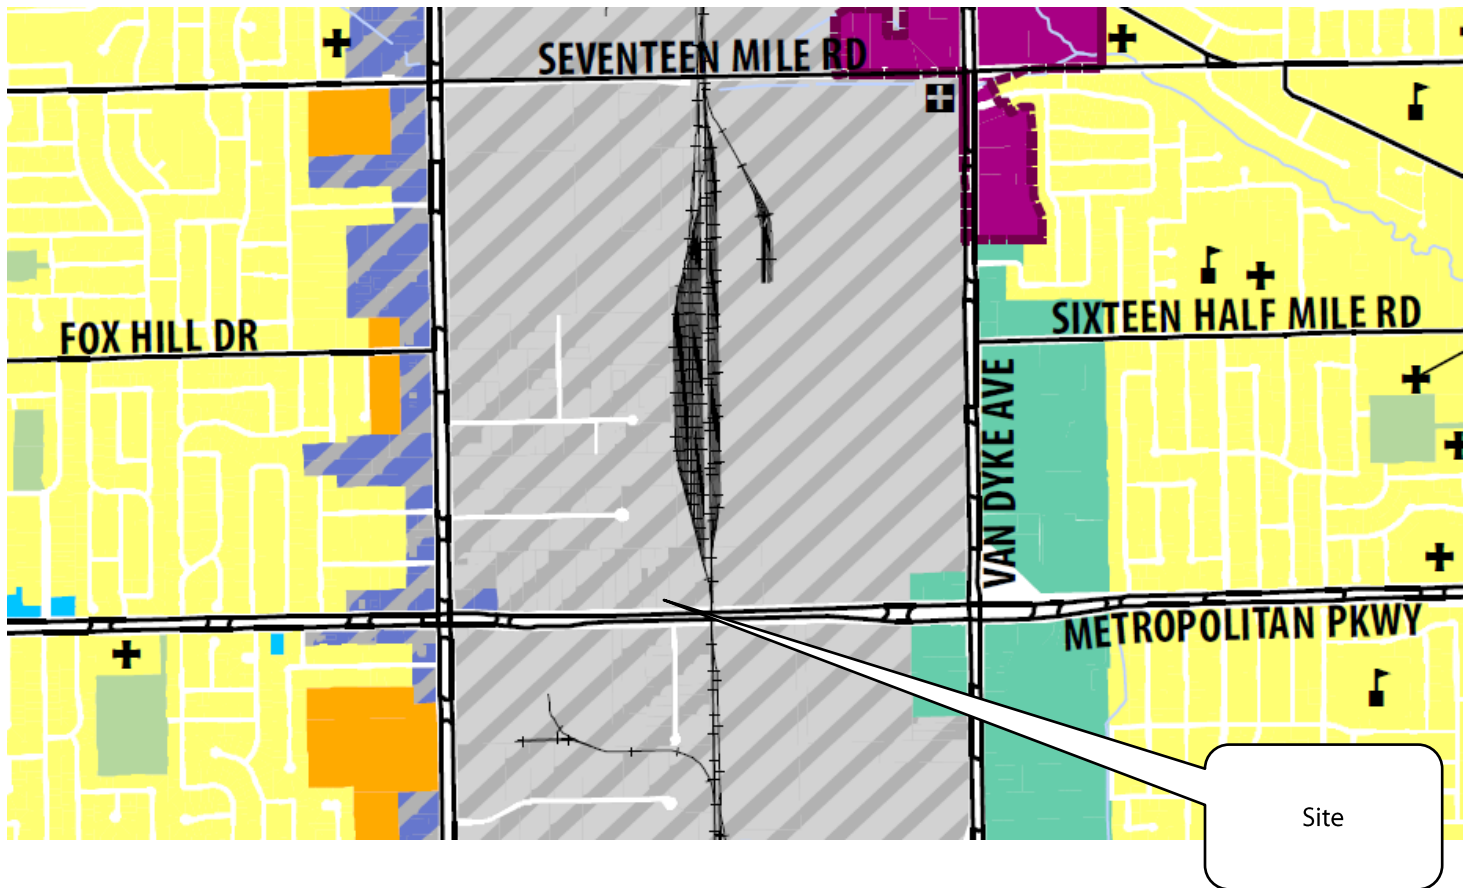 SEVENTEEN MILE RD
FOX HILL DR
SIXTEEN HALF MILE RD
VAN DYKE AVE
METROPOLITAN PKWY
Site